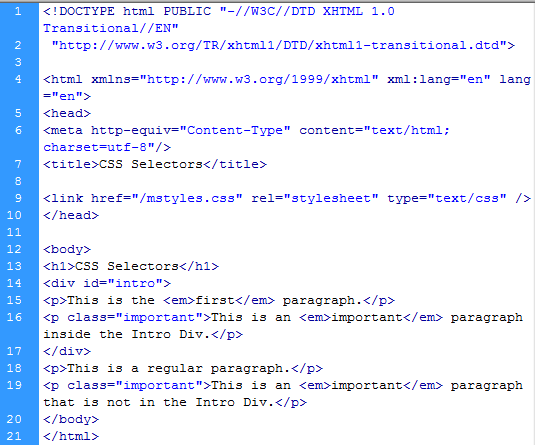 1 <!DOCTYPE html PUBLIC "-//W3C//DTD XHTML 1.0
Transitional//EN"
2 "http://www.w3.org/TR/xhtml1/DTD/xhtml1-transitional.dtd">
3
4 <html xmlns="http://www.w3.org/1999/xhtml" xml:lang="en" lang
="en">
5 <head>
6 <meta http-equiv="Content-Type" content="text/html;
charset=utf-8"/>
7 <title>CSS Selectors</title>
8
9 <link href="/mstyles.css" rel="stylesheet" type="text/css" />
10 </head>
11
12 <body>
13 <h1>CSS Selectors</h1>
14 <div id="intro">
15 <p>This is the <em>first</em> paragraph.</p>
16 <p class="important">This is an <em>important</em> paragraph
inside the Intro Div.</p>
17 </div>
18 <p>This is a regular paragraph.</p>
19 <p class="important">This is an <em>important</em> paragraph
that is not in the Intro Div.</p>
20 </body>
21 </html>